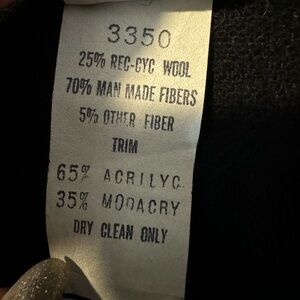 3350
25% REC-CYC WOOL
70% MAN MADE FIBERS
5% OTHER FIBER
TRIM
65% ACRILYC
35% MODACRY
DRY CLEAN ONLY